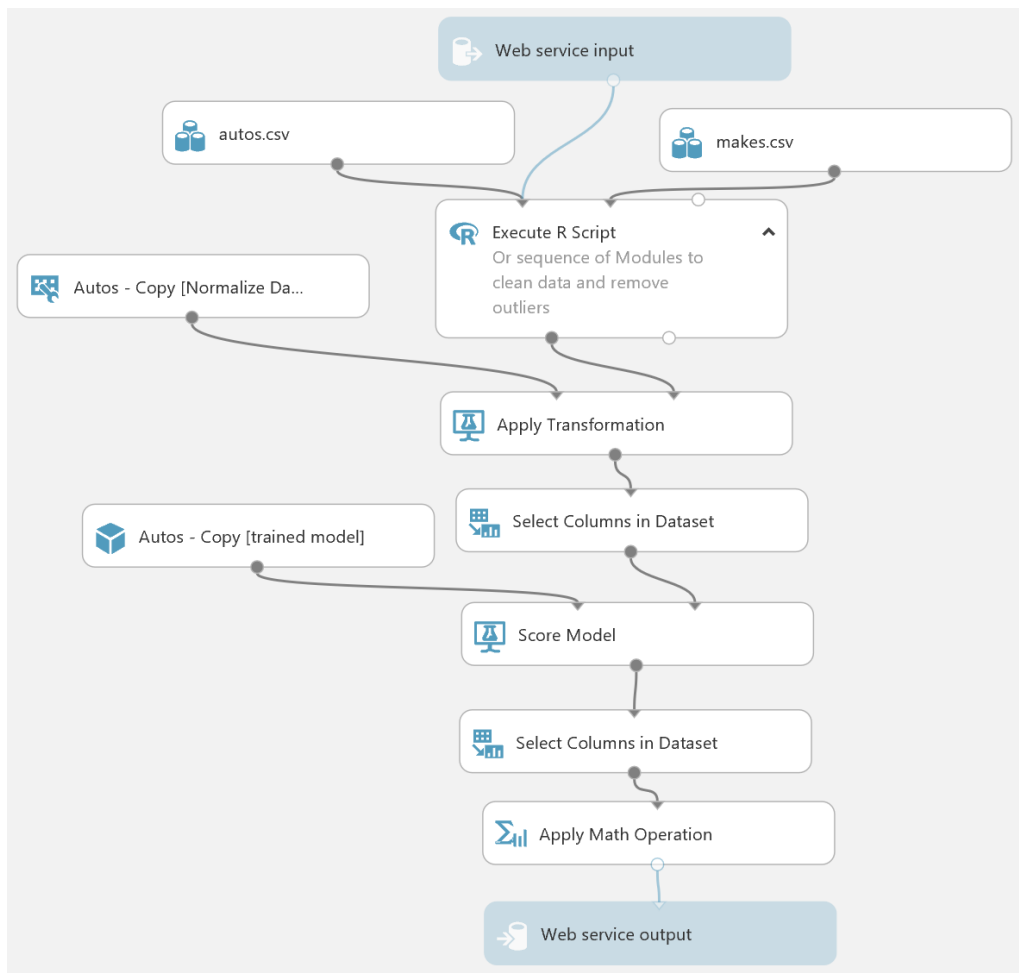 Web service input
autos.csv
makes.csv
Execute R Script
Or sequence of Modules to
clean data and remove
outliers
Autos - Copy [Normalize Da...
Apply Transformation
Select Columns in Dataset
Autos - Copy [trained model]
Score Model
Select Columns in Dataset
Apply Math Operation
Web service output